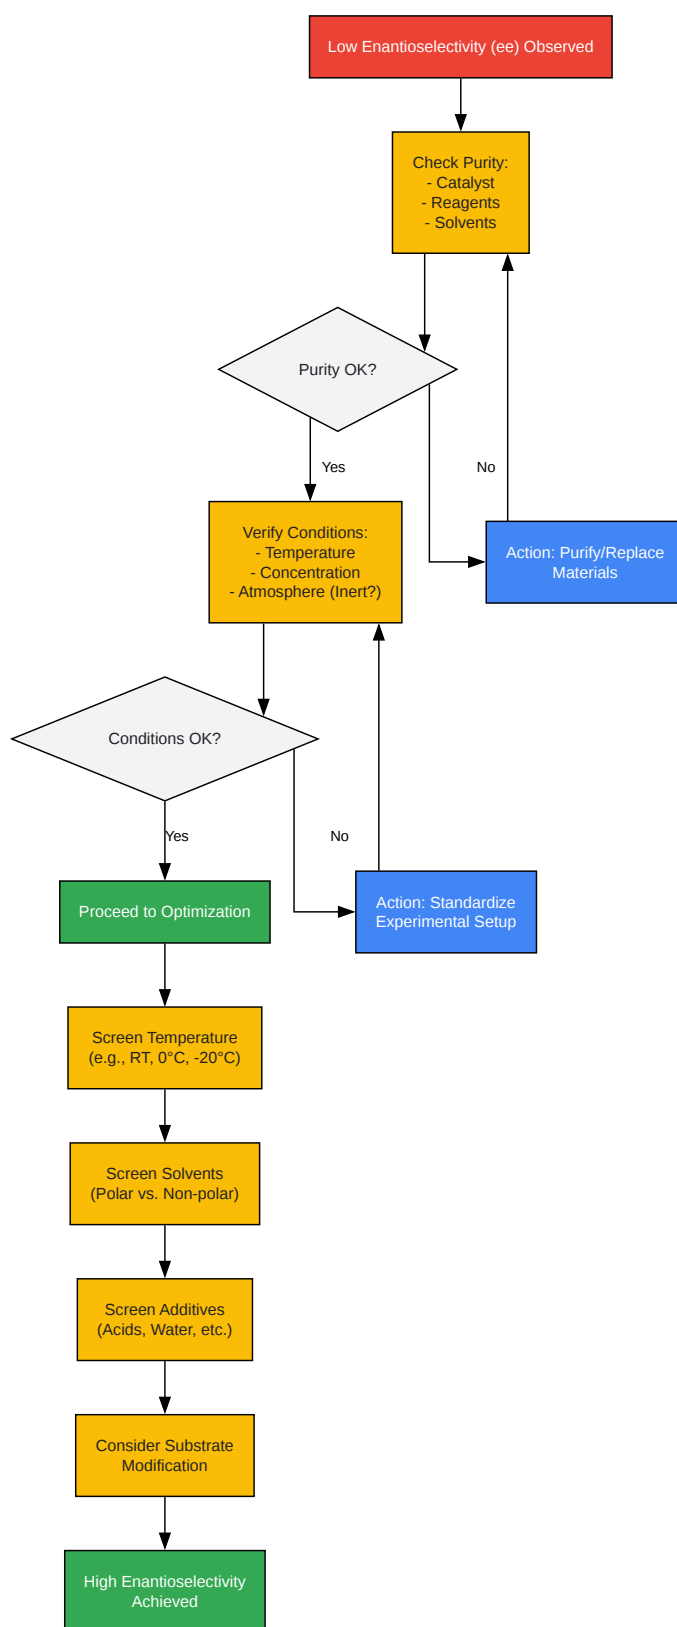 Low Enantioselectivity (ee) Observed
Check Purity:
- Catalyst
- Reagents
- Solvents
Purity OK?
Yes
No
Verify Conditions:
- Temperature
- Concentration
- Atmosphere (Inert?)
Action: Purify/Replace
Materials
Conditions OK?
Yes
No
Proceed to Optimization
Action: Standardize
Experimental Setup
Screen Temperature
(e.g., RT, 0°C, -20°C)
Screen Solvents
(Polar vs. Non-polar)
Screen Additives
(Acids, Water, etc.)
Consider Substrate
Modification
High Enantioselectivity
Achieved